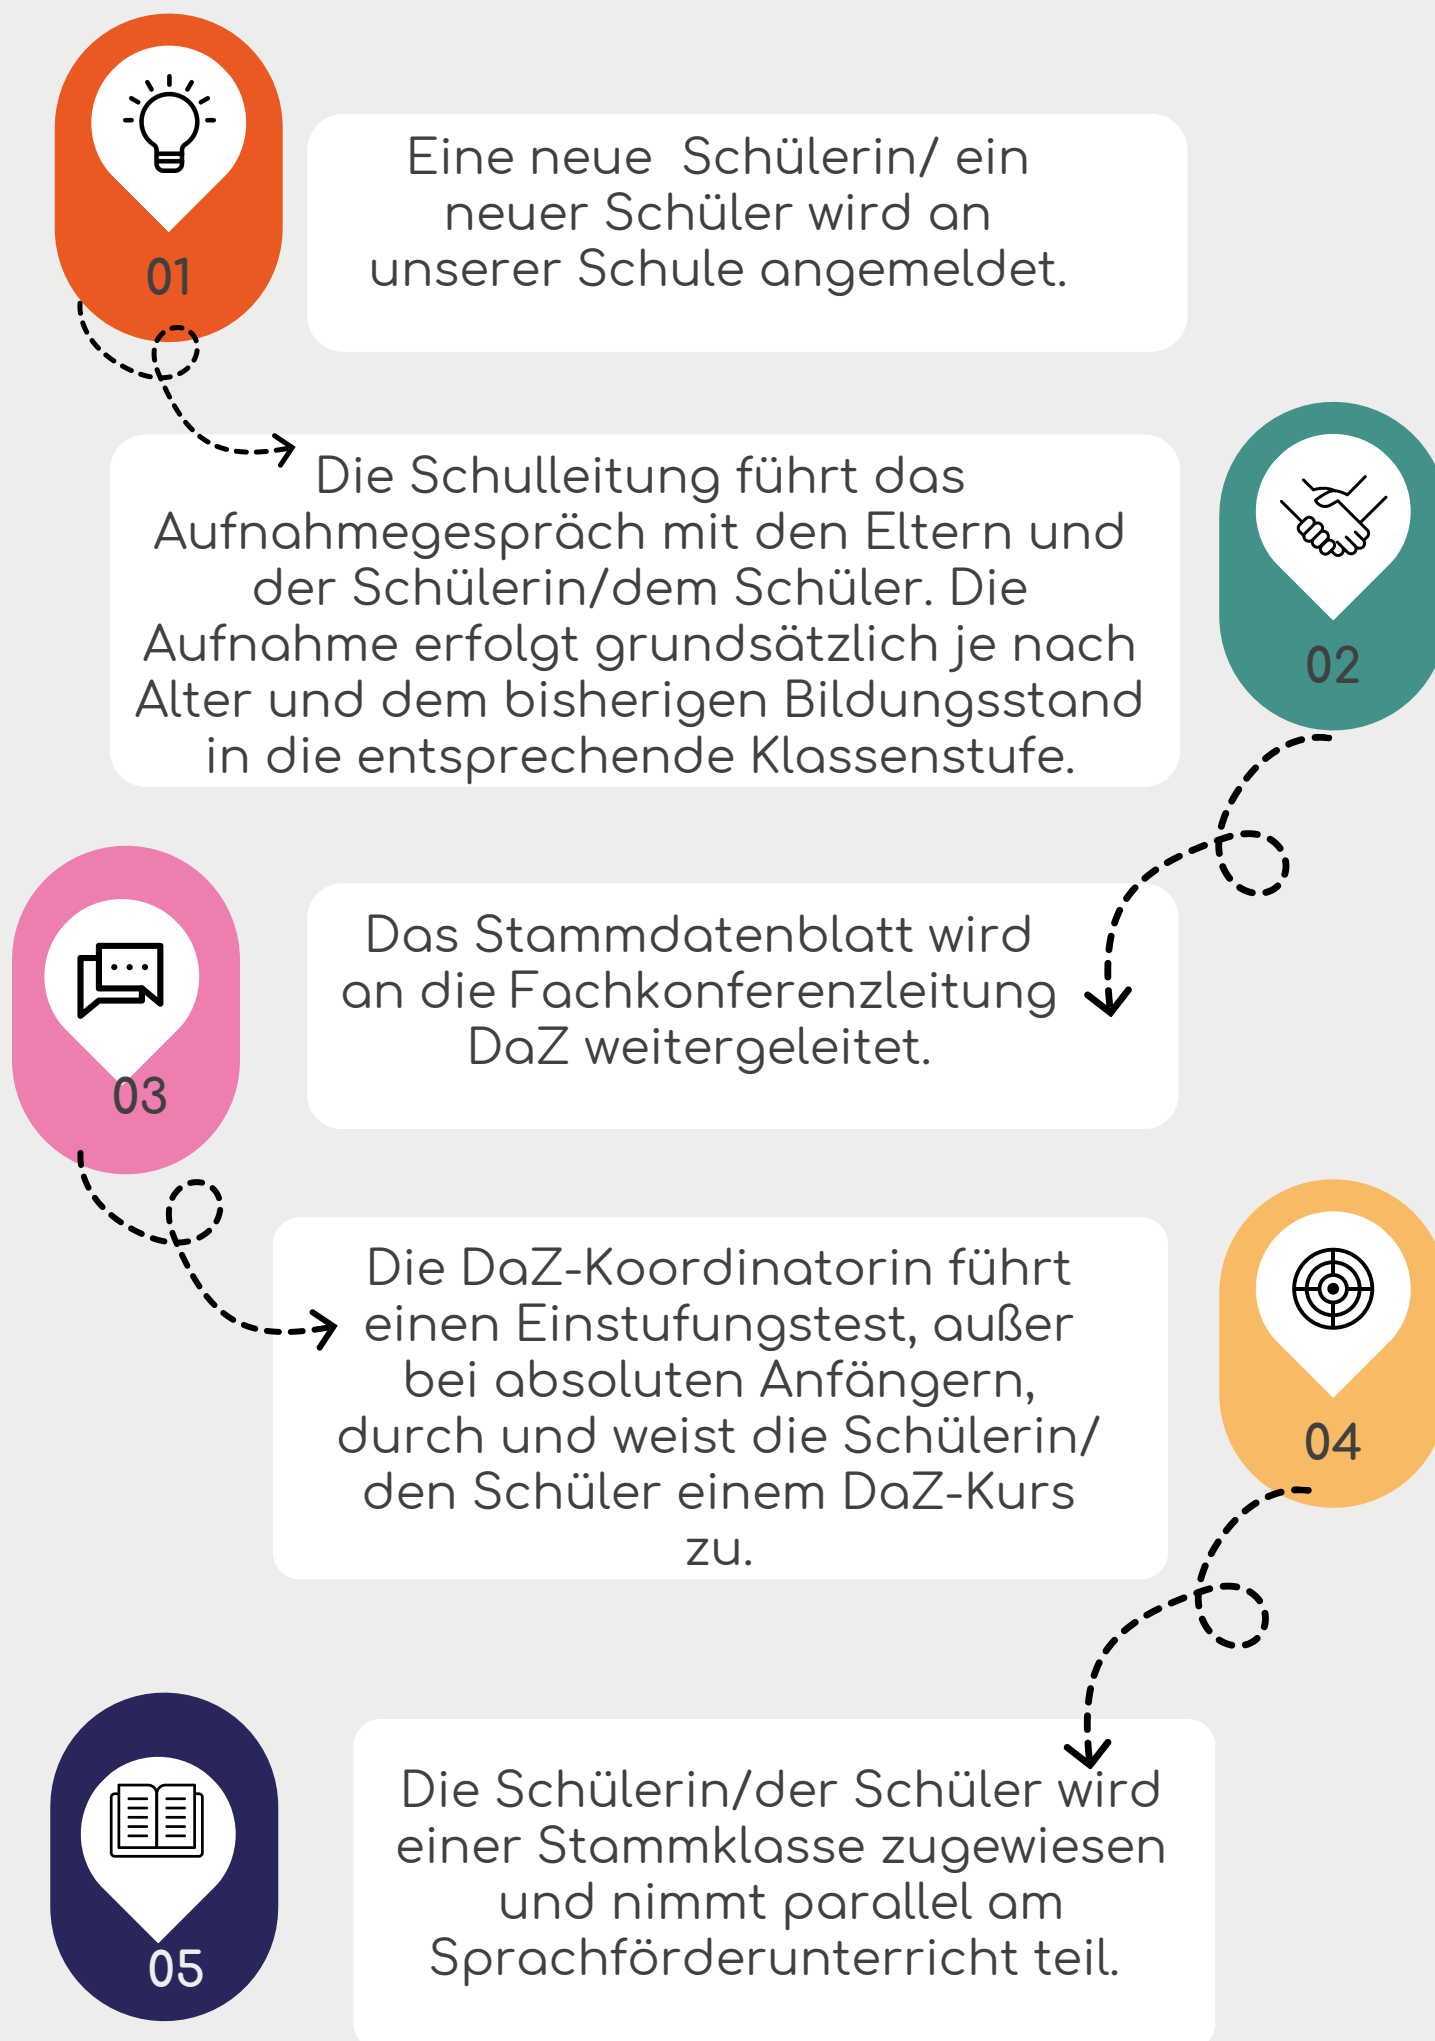 01
Eine neue Schülerin/ ein
neuer Schüler wird an
unserer Schule angemeldet.
Die Schulleitung führt das
Aufnahmegespräch mit den Eltern und
der Schülerin/dem Schüler. Die
Aufnahme erfolgt grundsätzlich je nach
Alter und dem bisherigen Bildungsstand
in die entsprechende Klassenstufe.
02
03
Das Stammdatenblatt wird
an die Fachkonferenzleitung
DaZ weitergeleitet.
Die DaZ-Koordinatorin führt
einen Einstufungstest, außer
bei absoluten Anfängern,
durch und weist die Schülerin/
den Schüler einem DaZ-Kurs
zu.
04
05
Die Schülerin/der Schüler wird
einer Stammklasse zugewiesen
und nimmt parallel am
Sprachförderunterricht teil.